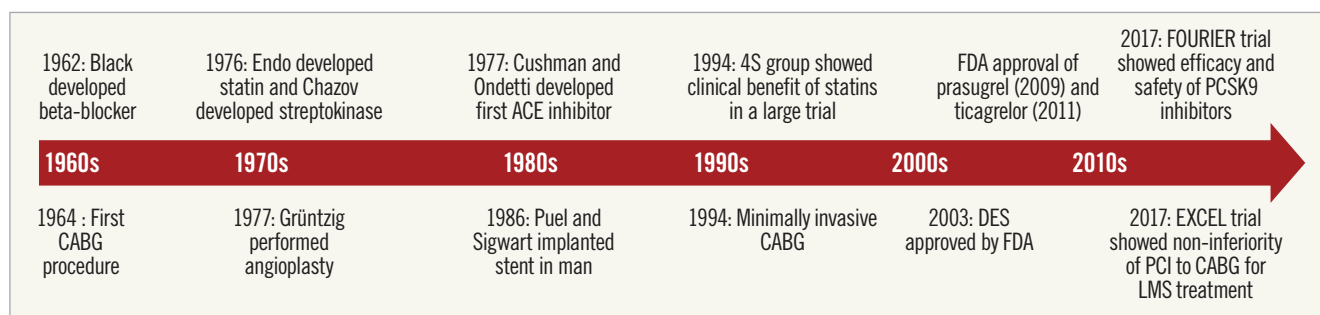 1962: Black
developed
beta-blocker
1976: Endo developed
statin and Chazov
developed streptokinase
1977: Cushman and
Ondetti developed
first ACE inhibitor
1994: 4S group showed
clinical benefit of statins
in a large trial
FDA approval of
prasugrel (2009) and
ticagrelor (2011)
2017: FOURIER trial
showed efficacy and
safety of PCSK9
inhibitors
1960s
1970s
1980s
1990s
2000s
2010s
1964 : First
CABG
procedure
1977: Grüntzig
performed
angioplasty
1986: Puel and
Sigwart implanted
stent in man
1994: Minimally invasive
CABG
2003: DES
approved by FDA
2017: EXCEL trial
showed non-inferiority
of PCI to CABG for
LMS treatment